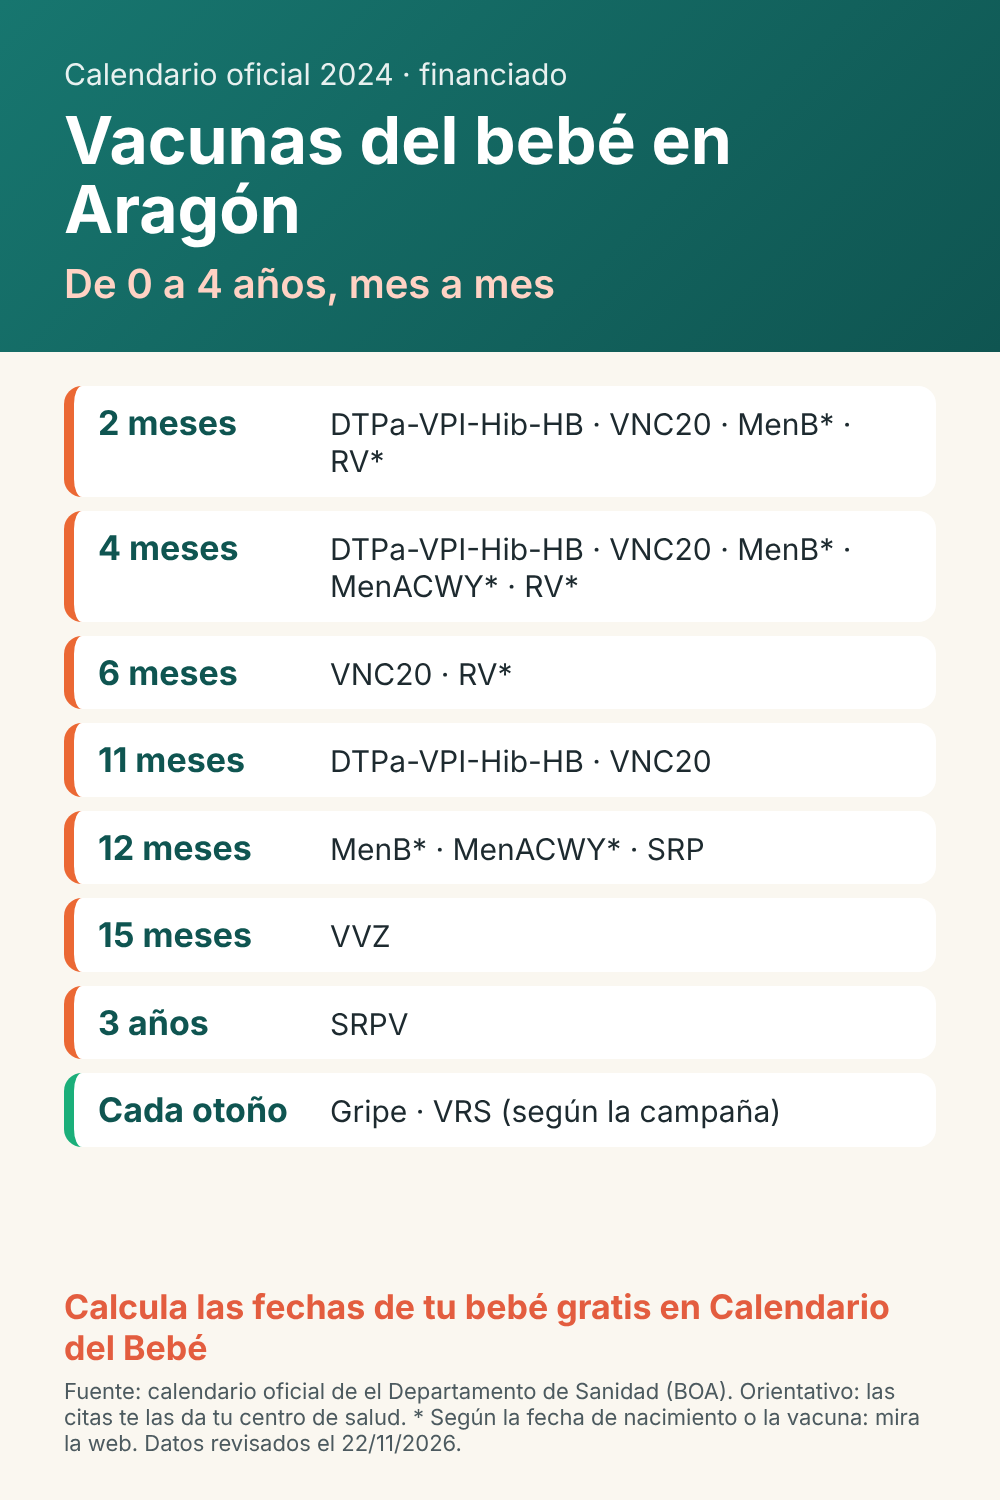 Calendario oficial 2024 · financiado
Vacunas del bebé en
Aragón
De 0 a 4 años, mes a mes
2 meses
DTPa-VPI-Hib-HB · VNC20 · MenB* ·
RV*
4 meses
DTPa-VPI-Hib-HB · VNC20 · MenB* ·
MenACWY* · RV*
6 meses
VNC20 · RV*
11 meses
DTPa-VPI-Hib-HB · VNC20
12 meses
MenB* · MenACWY* · SRP
15 meses
VVZ
3 años
SRPV
Cada otoño
Gripe · VRS (según la campaña)
Calcula las fechas de tu bebé gratis en Calendario
del Bebé
Fuente: calendario oficial de el Departamento de Sanidad (BOA). Orientativo: las
citas te las da tu centro de salud. * Según la fecha de nacimiento o la vacuna: mira
la web. Datos revisados el 22/11/2026.